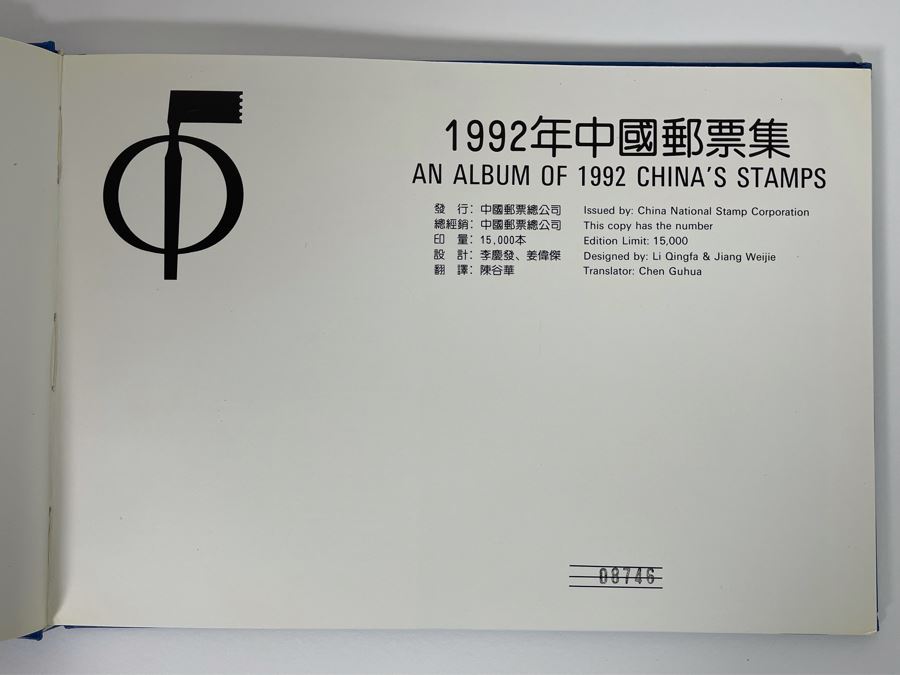 1992年中國郵票集
AN ALBUM OF 1992 CHINA'S STAMPS
發 行: 中國郵票總公司 Issued by: China National Stamp Corporation
總經銷: 中國郵票總公司 This copy has the number
印 量: 15,000本 Edition Limit: 15,000
設 計: 李慶發、姜偉傑 Designed by: Li Qingfa & Jiang Weijie
翻 譯: 陳谷華 Translator: Chen Guhua
08746